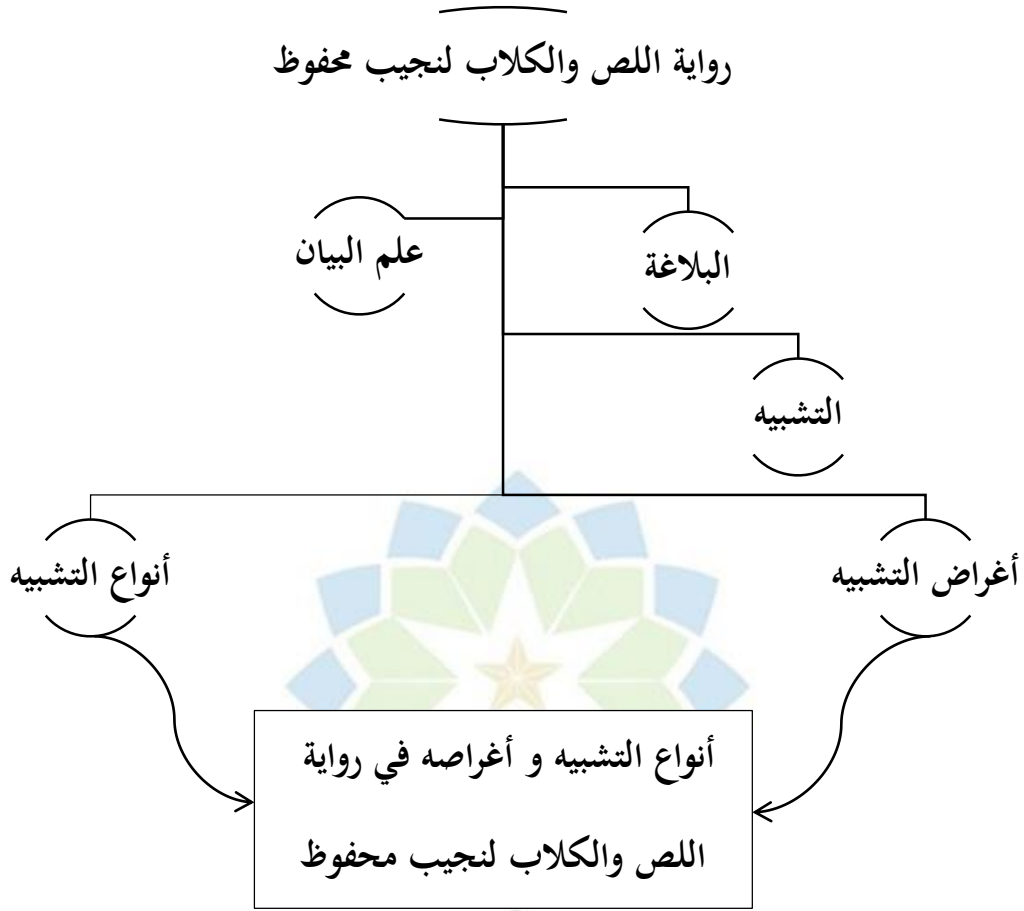 رواية اللص والكلاب لنجيب محفوظ
البلاغة
علم البيان
التشبيه
أغراض التشبيه
أنواع التشبيه
أنواع التشبيه و أغراصه في رواية
اللص والكلاب لنجيب محفوظ